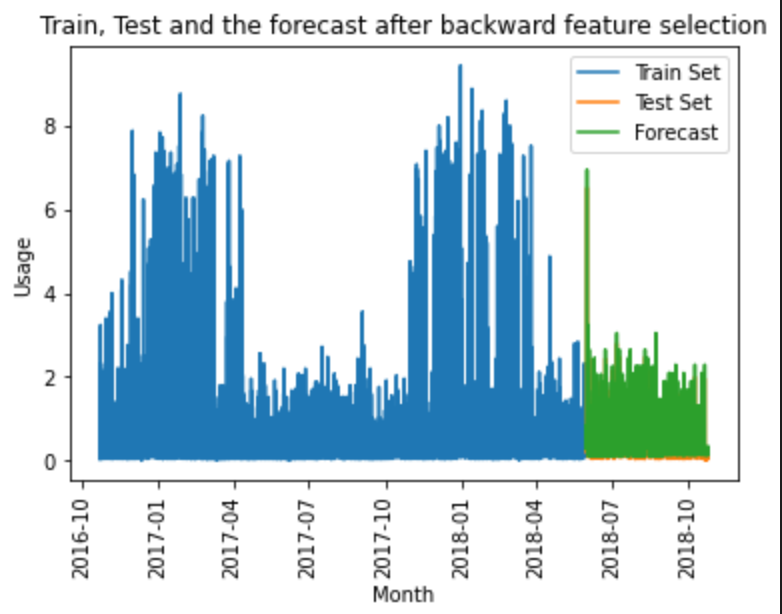 Train, Test and the forecast after backward feature selection
Train Set
Test Set
Forecast
8
6
4
2
0
Usage
2016-10
2017-01
2017-04
2017-07
2017-10
2018-01
2018-04
2018-07
2018-10
Month